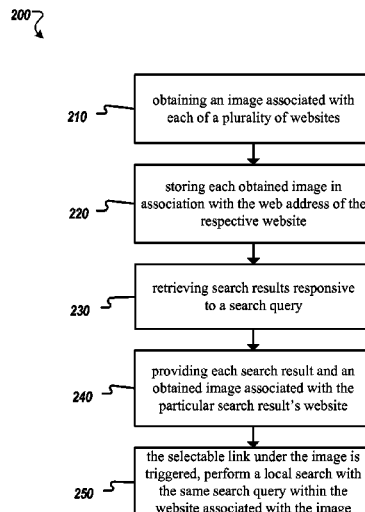 200
210
obtaining an image associated with
each of a plurality of websites
220
storing each obtained image in
association with the web address of the
respective website
230
retrieving search results responsive
to a search query
240
providing each search result and an
obtained image associated with the
particular search result's website
250
the selectable link under the image is
triggered, perform a local search with
the same search query within the
website associated with the image